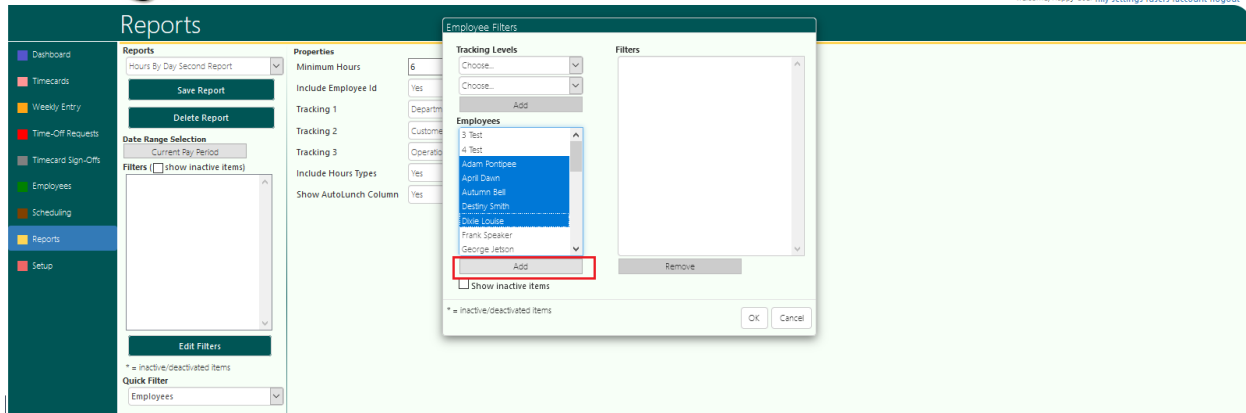 Reports
Dashboard
Timecards
Weekly Entry
Time-Off Requests
Timecard Sign-Offs
Employees
Scheduling
Reports
Setup
Reports
Hours By Day Second Report
Save Report
Delete Report
Date Range Selection
Current Pay Period
Filters ( show inactive items)
Edit Filters
* = inactive/deactivated items
Quick Filter
Employees
Properties
Minimum Hours 6
Include Employee Id Yes
Tracking 1 Departm
Tracking 2 Custome
Tracking 3 Operatio
Include Hours Types Yes
Show AutoLunch Column Yes
Employee Filters
Tracking Levels
Choose...
Choose...
Add
Employees
3 Test
4 Test
Adam Pontipee
April Dawn
Autumn Bell
Destiny Smith
Dixie Louise
Frank Speaker
George Jetson
Add
Show inactive items
* = inactive/deactivated items
Filters
Remove
OK
Cancel